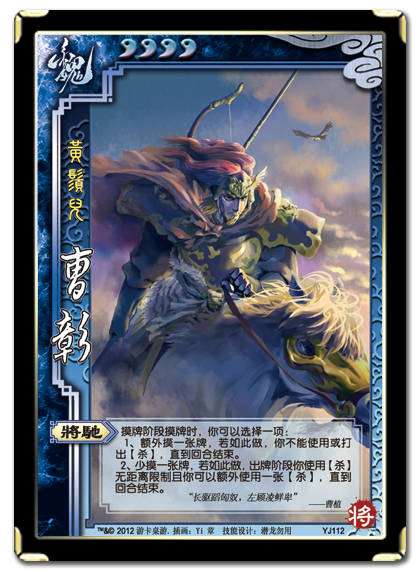 魏
黃鬚兒
曹彰
將馳
摸牌阶段摸牌时，你可以选择一项：
1、额外摸一张牌，若如此做，你不能使用或打
出【杀】，直到回合结束。
2、少摸一张牌，若如此做，出牌阶段你使用【杀】
无距离限制且你可以额外使用一张【杀】，直到
回合结束。
“长驱蹈匈奴，左顾凌鲜卑”
——曹植
将
™&© 2012 游卡桌游. 插画：Yi 章 技能设计：潜龙勿用 YJ112